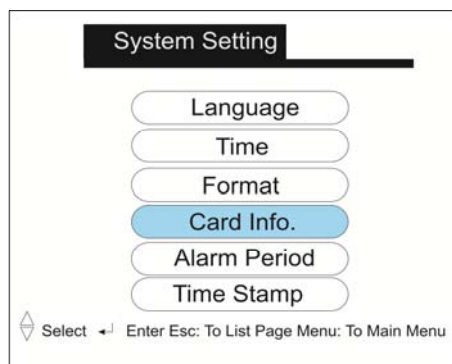 System Setting
Language
Time
Format
Card Info.
Alarm Period
Time Stamp
Select Enter Esc: To List Page Menu: To Main Menu